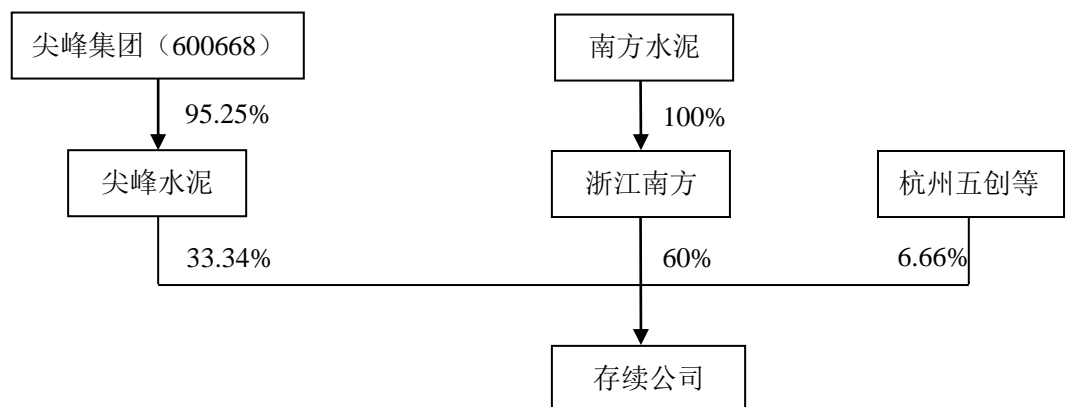 尖峰集团（600668）
南方水泥
95.25%
100%
尖峰水泥
浙江南方
杭州五创等
33.34%
60%
6.66%
存续公司